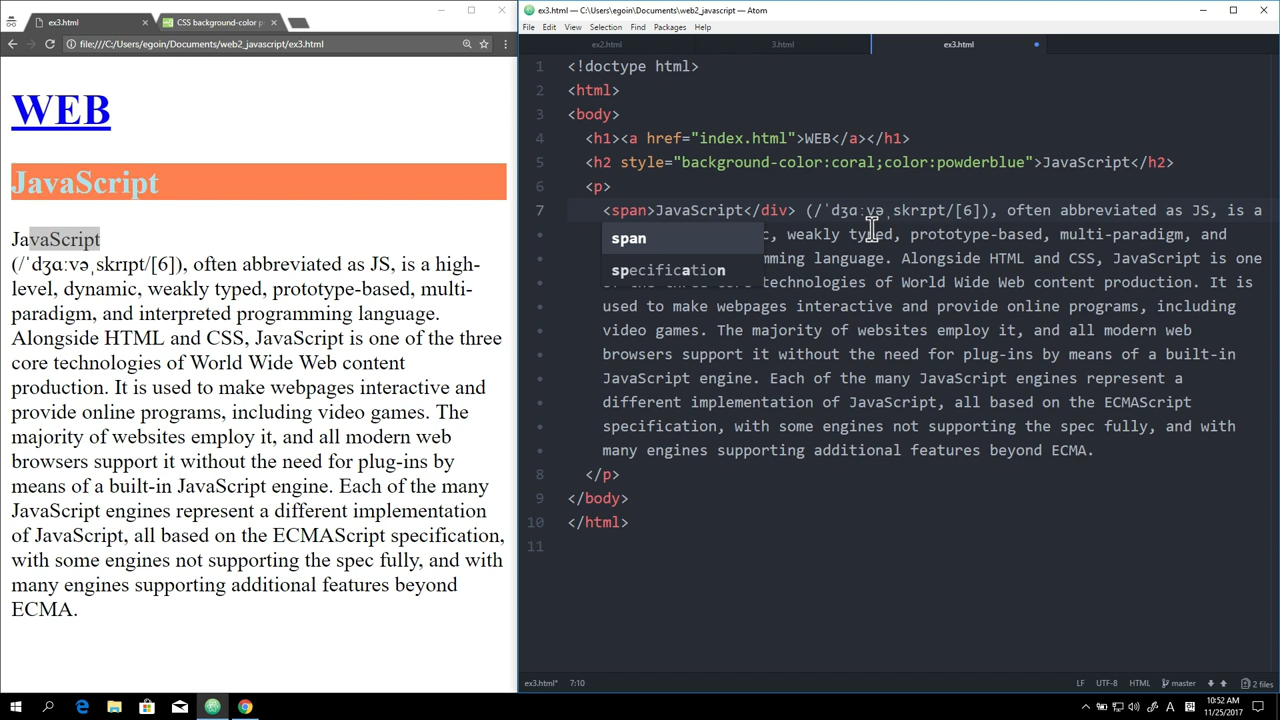 ex3.html
CSS background-color p
file:///C:/Users/egoin/Documents/web2_javascript/ex3.html
WEB
JavaScript
JavaScript
(/ˈdʒɑːvəˌskrɪpt/[6]), often abbreviated as JS, is a high-
level, dynamic, weakly typed, prototype-based, multi-
paradigm, and interpreted programming language.
Alongside HTML and CSS, JavaScript is one of the three
core technologies of World Wide Web content
production. It is used to make webpages interactive and
provide online programs, including video games. The
majority of websites employ it, and all modern web
browsers support it without the need for plug-ins by
means of a built-in JavaScript engine. Each of the many
JavaScript engines represent a different implementation
of JavaScript, all based on the ECMAScript specification,
with some engines not supporting the spec fully, and with
many engines supporting additional features beyond
ECMA.
ex3.html — C:\Users\egoin\Documents\web2_javascript — Atom
File Edit View Selection Find Packages Help
ex2.html 3.html ex3.html
1 <!doctype html>
2 <html>
3 <body>
4 <h1><a href="index.html">WEB</a></h1>
5 <h2 style="background-color:coral;color:powderblue">JavaScript</h2>
6 <p>
7 <span>JavaScript</div> (/ˈdʒɑːvəˌskrɪpt/[6]), often abbreviated as JS, is a
span
specification
c, weakly typed, prototype-based, multi-paradigm, and
mming language. Alongside HTML and CSS, JavaScript is one
technologies of World Wide Web content production. It is
used to make webpages interactive and provide online programs, including
video games. The majority of websites employ it, and all modern web
browsers support it without the need for plug-ins by means of a built-in
JavaScript engine. Each of the many JavaScript engines represent a
different implementation of JavaScript, all based on the ECMAScript
specification, with some engines not supporting the spec fully, and with
many engines supporting additional features beyond ECMA.
8 </p>
9 </body>
10 </html>
11
ex3.html* 7:10 LF UTF-8 HTML master 2 files
10:52 AM
11/25/2017